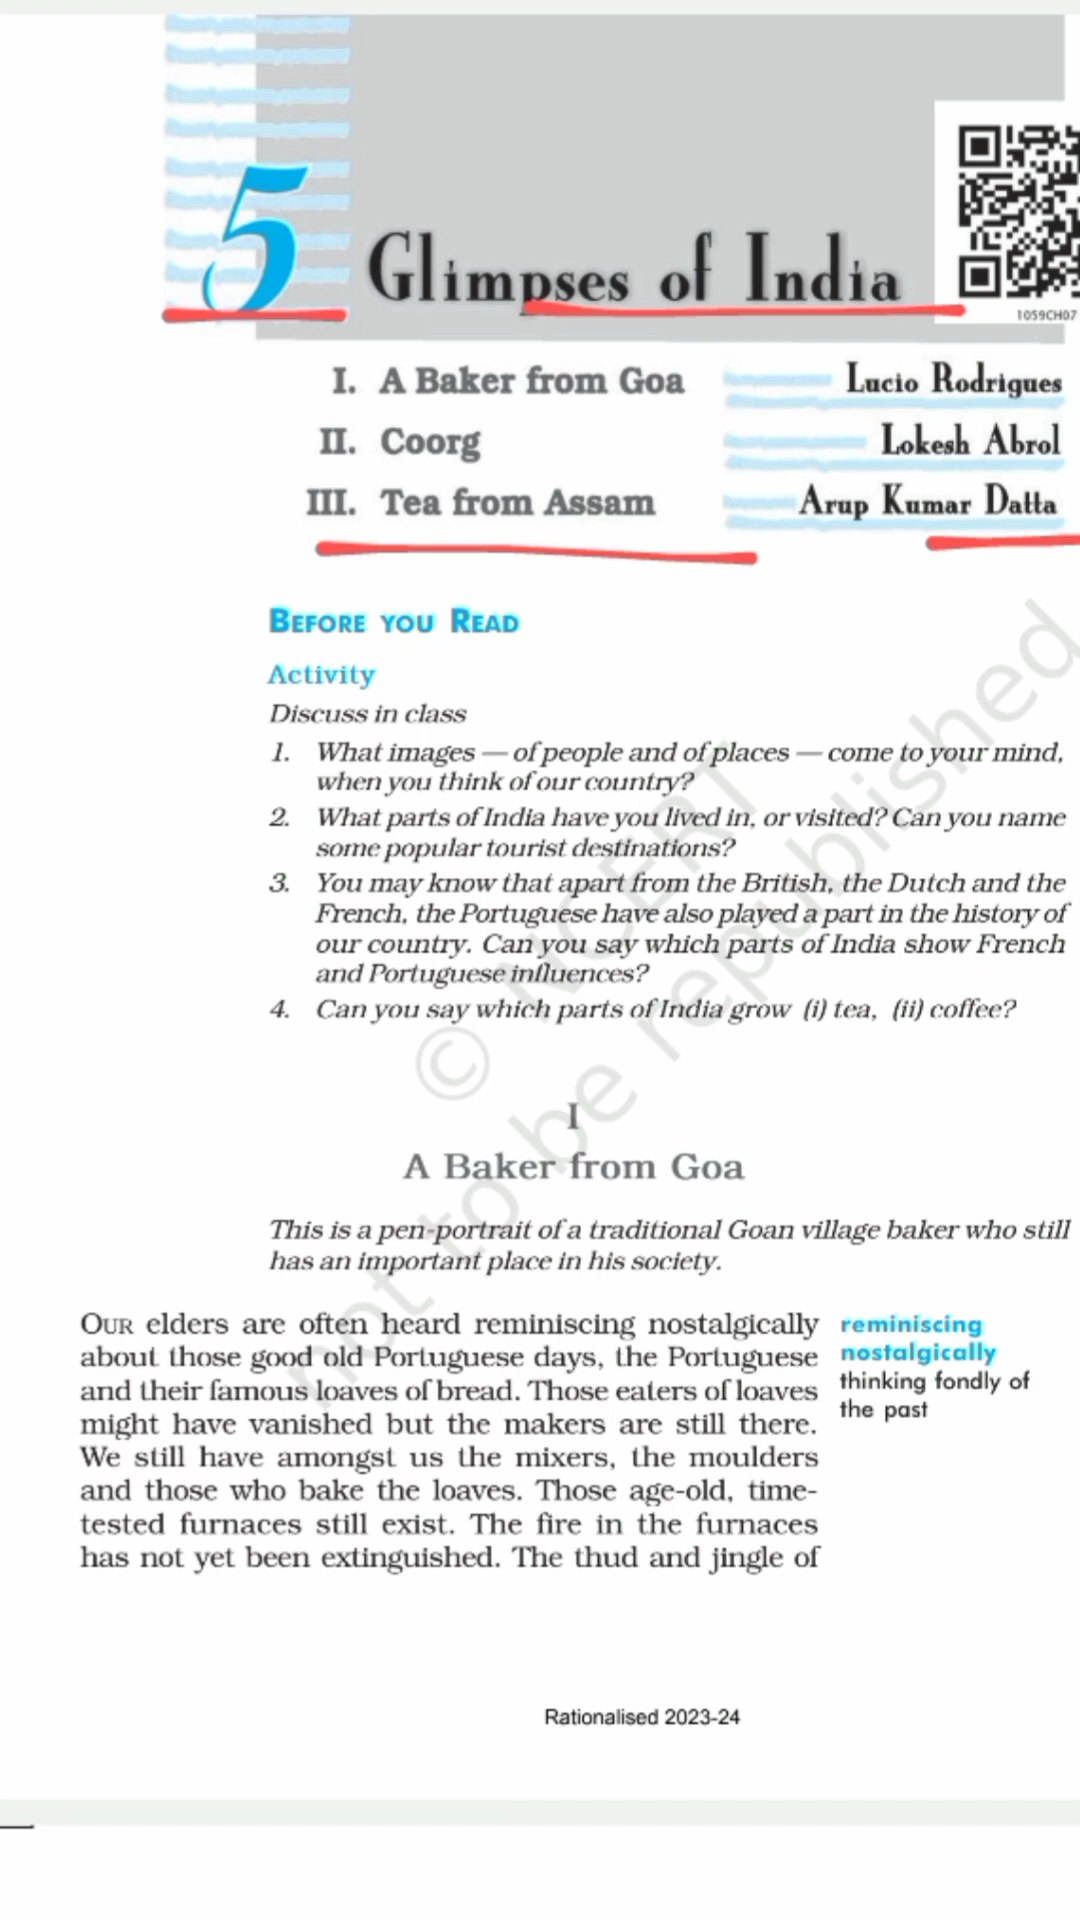 5
Glimpses of India
1059CH07
I. A Baker from Goa Lucio Rodrigues
II. Coorg Lokesh Abrol
III. Tea from Assam Arup Kumar Datta
BEFORE YOU READ
Activity
Discuss in class
1. What images — of people and of places — come to your mind,
when you think of our country?
2. What parts of India have you lived in, or visited? Can you name
some popular tourist destinations?
3. You may know that apart from the British, the Dutch and the
French, the Portuguese have also played a part in the history of
our country. Can you say which parts of India show French
and Portuguese influences?
4. Can you say which parts of India grow (i) tea, (ii) coffee?
© NCERT
not to be republished
I
A Baker from Goa
This is a pen-portrait of a traditional Goan village baker who still
has an important place in his society.
OUR elders are often heard reminiscing nostalgically
about those good old Portuguese days, the Portuguese
and their famous loaves of bread. Those eaters of loaves
might have vanished but the makers are still there.
We still have amongst us the mixers, the moulders
and those who bake the loaves. Those age-old, time-
tested furnaces still exist. The fire in the furnaces
has not yet been extinguished. The thud and jingle of
reminiscing
nostalgically
thinking fondly of
the past
Rationalised 2023-24